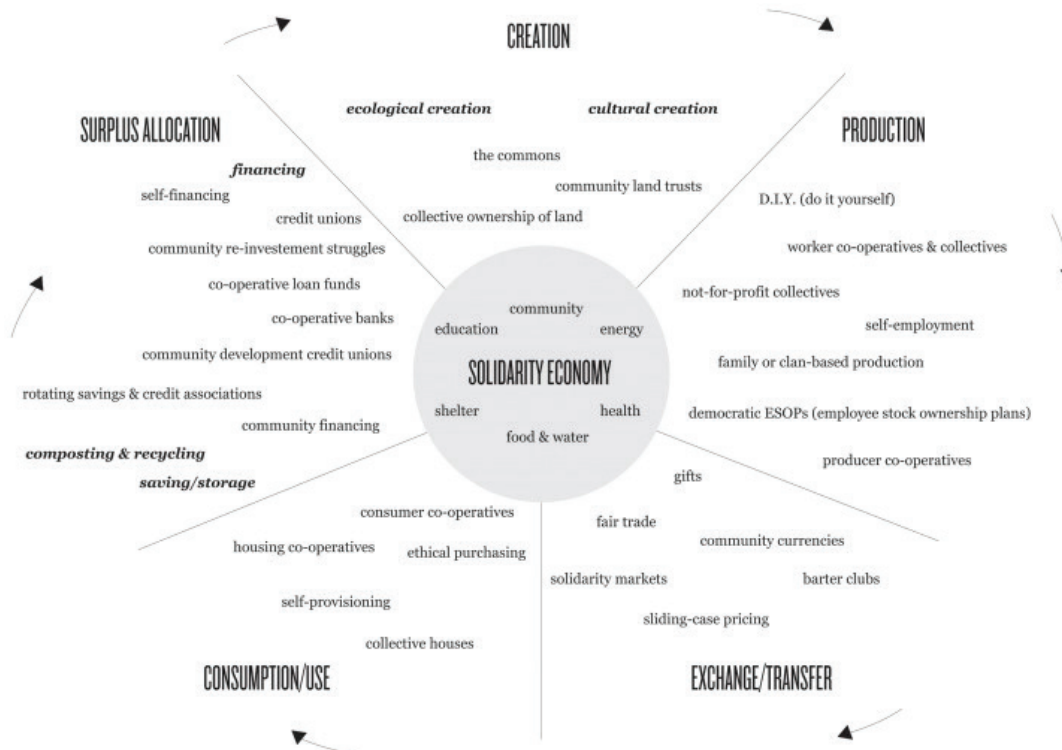 CREATION
ecological creation
cultural creation
the commons
community land trusts
collective ownership of land
SURPLUS ALLOCATION
financing
self-financing
credit unions
community re-investement struggles
co-operative loan funds
co-operative banks
community development credit unions
rotating savings & credit associations
community financing
composting & recycling
saving/storage
PRODUCTION
D.I.Y. (do it yourself)
worker co-operatives & collectives
not-for-profit collectives
self-employment
family or clan-based production
democratic ESOPs (employee stock ownership plans)
producer co-operatives
community
education
energy
SOLIDARITY ECONOMY
shelter
health
food & water
consumer co-operatives
housing co-operatives
ethical purchasing
self-provisioning
collective houses
CONSUMPTION/USE
gifts
fair trade
community currencies
solidarity markets
barter clubs
sliding-case pricing
EXCHANGE/TRANSFER